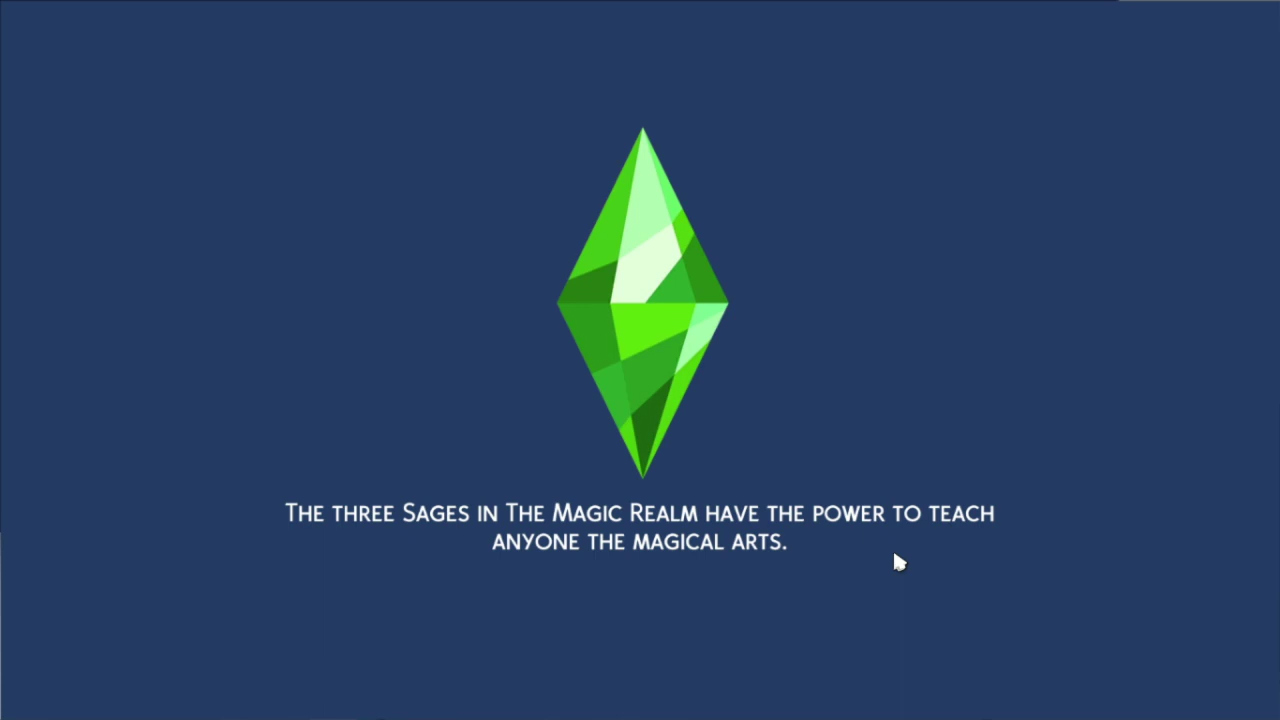 The three Sages in The Magic Realm have the power to teach
anyone the magical arts.